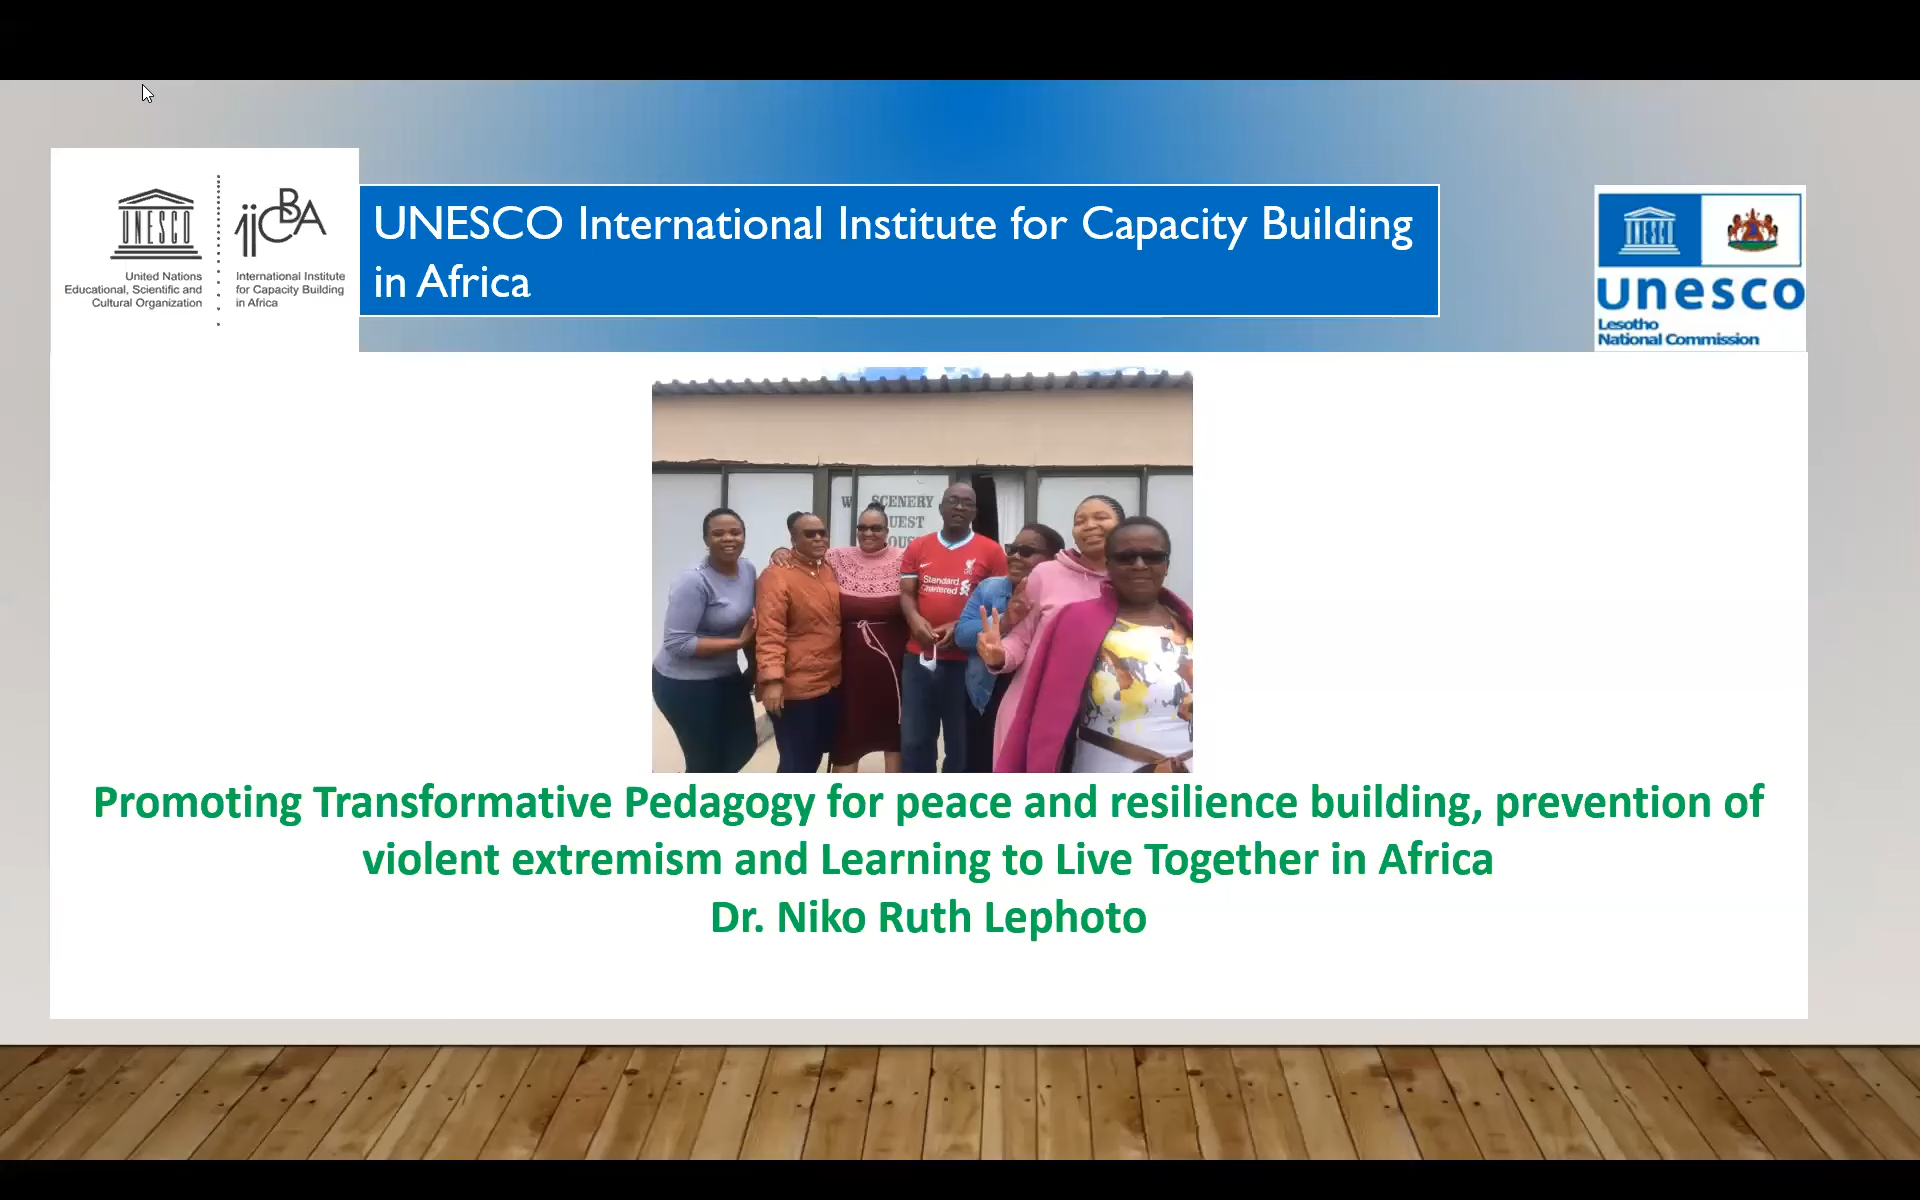 UNESCO
United Nations
Educational, Scientific and
Cultural Organization
iicBA
International Institute
for Capacity Building
in Africa
UNESCO International Institute for Capacity Building
in Africa
UNESCO
unesco
Lesotho
National Commission
SCENERY
UEST
OUS
Standard
Chartered
Promoting Transformative Pedagogy for peace and resilience building, prevention of
violent extremism and Learning to Live Together in Africa
Dr. Niko Ruth Lephoto